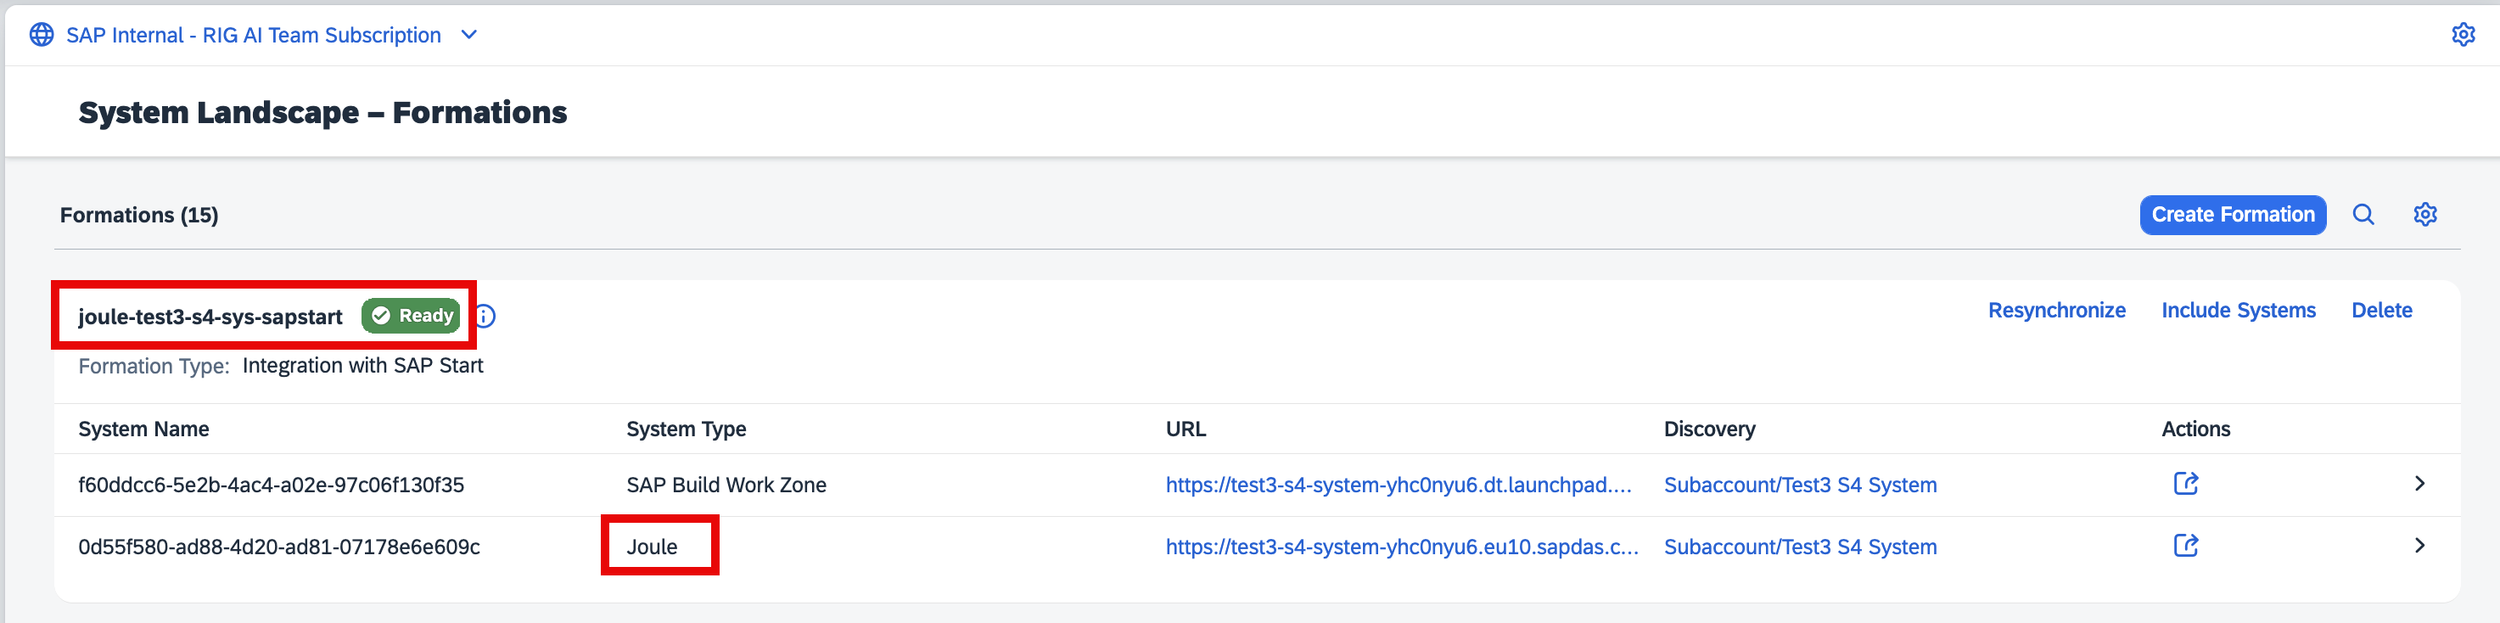 SAP Internal - RIG AI Team Subscription
System Landscape – Formations
Formations (15)
Create Formation
joule-test3-s4-sys-sapstart Ready
Resynchronize Include Systems Delete
Formation Type: Integration with SAP Start
System Name System Type URL Discovery Actions
f60ddcc6-5e2b-4ac4-a02e-97c06f130f35 SAP Build Work Zone https://test3-s4-system-yhc0nyu6.dt.launchpad.... Subaccount/Test3 S4 System
0d55f580-ad88-4d20-ad81-07178e6e609c Joule https://test3-s4-system-yhc0nyu6.eu10.sapdas.c... Subaccount/Test3 S4 System